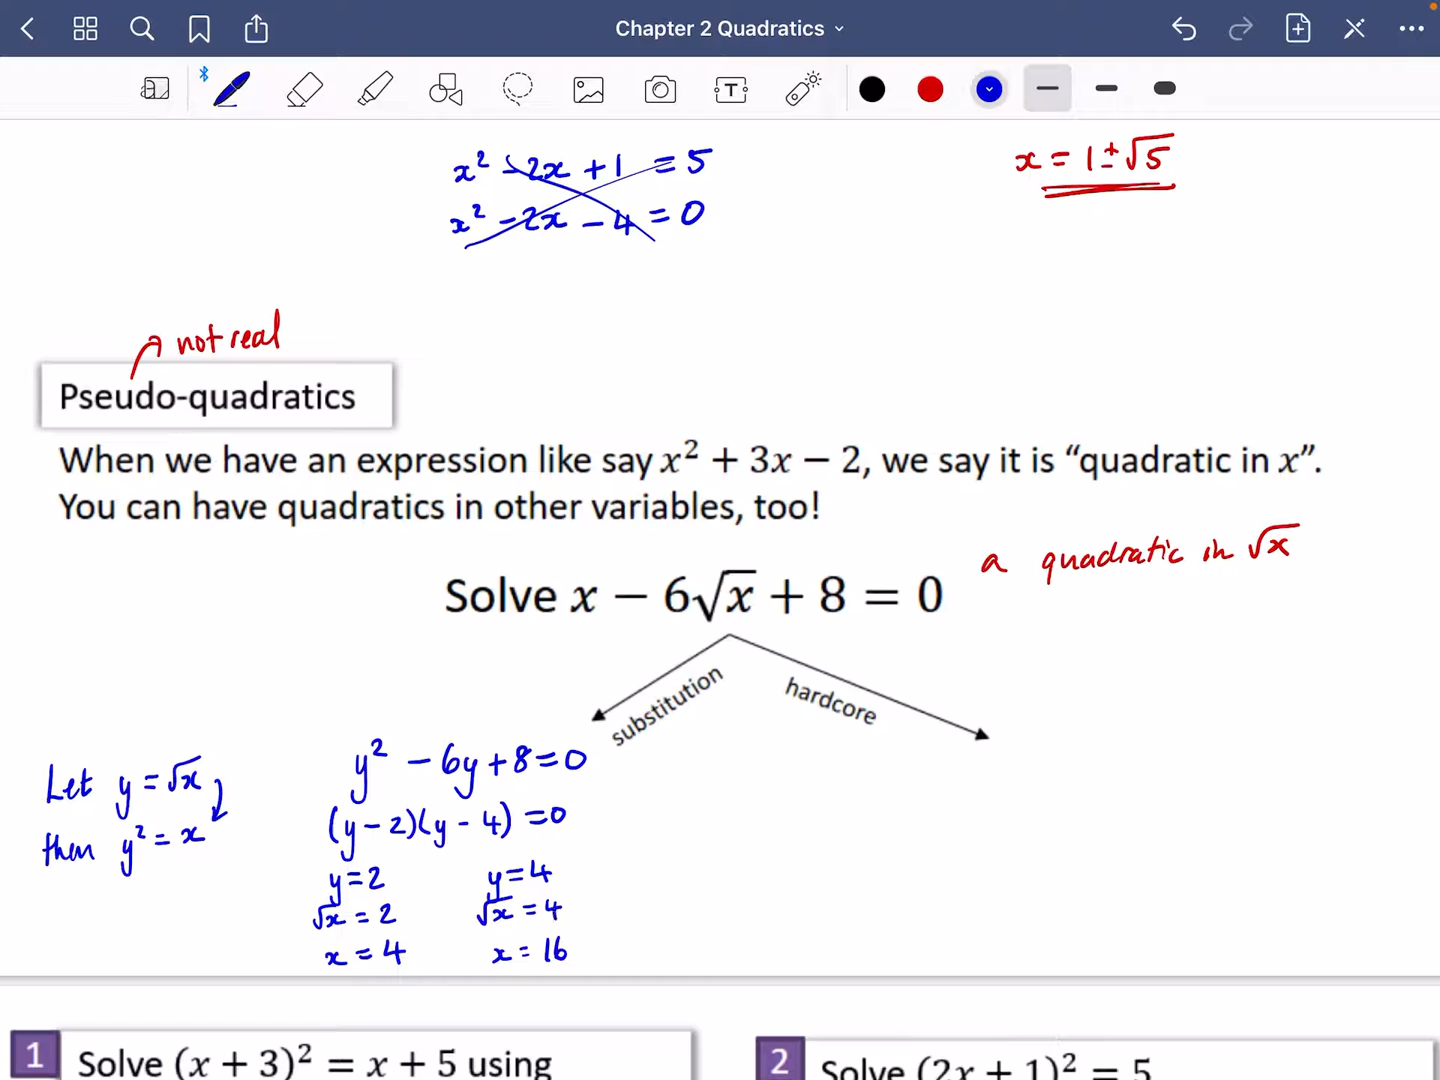 Chapter 2 Quadratics
T
x² - 2x + 1 = 5
x² - 2x - 4 = 0
x = 1 ± √5
not real
Pseudo-quadratics
When we have an expression like say x² + 3x − 2, we say it is “quadratic in x”.
You can have quadratics in other variables, too!
a quadratic in √x
Solve x − 6√x + 8 = 0
substitution
hardcore
Let y = √x
then y² = x
y² - 6y + 8 = 0
(y - 2)(y - 4) = 0
y = 2 y = 4
√x = 2 √x = 4
x = 4 x = 16
1 Solve (x + 3)² = x + 5 using
2 Solve (2x + 1)² = 5